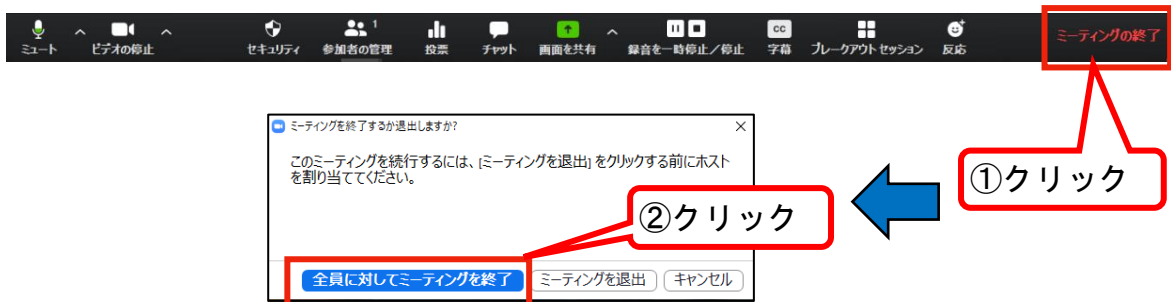 ミュート ビデオの停止 セキュリティ 参加者の管理 1 投票 チャット 画面を共有 録音を一時停止／停止 CC 字幕 ブレークアウト セッション 反応 ミーティングの終了
①クリック
ミーティングを終了するか退出しますか?
このミーティングを続行するには、[ミーティングを退出] をクリックする前にホスト
を割り当ててください。
②クリック
全員に対してミーティングを終了 ミーティングを退出 キャンセル